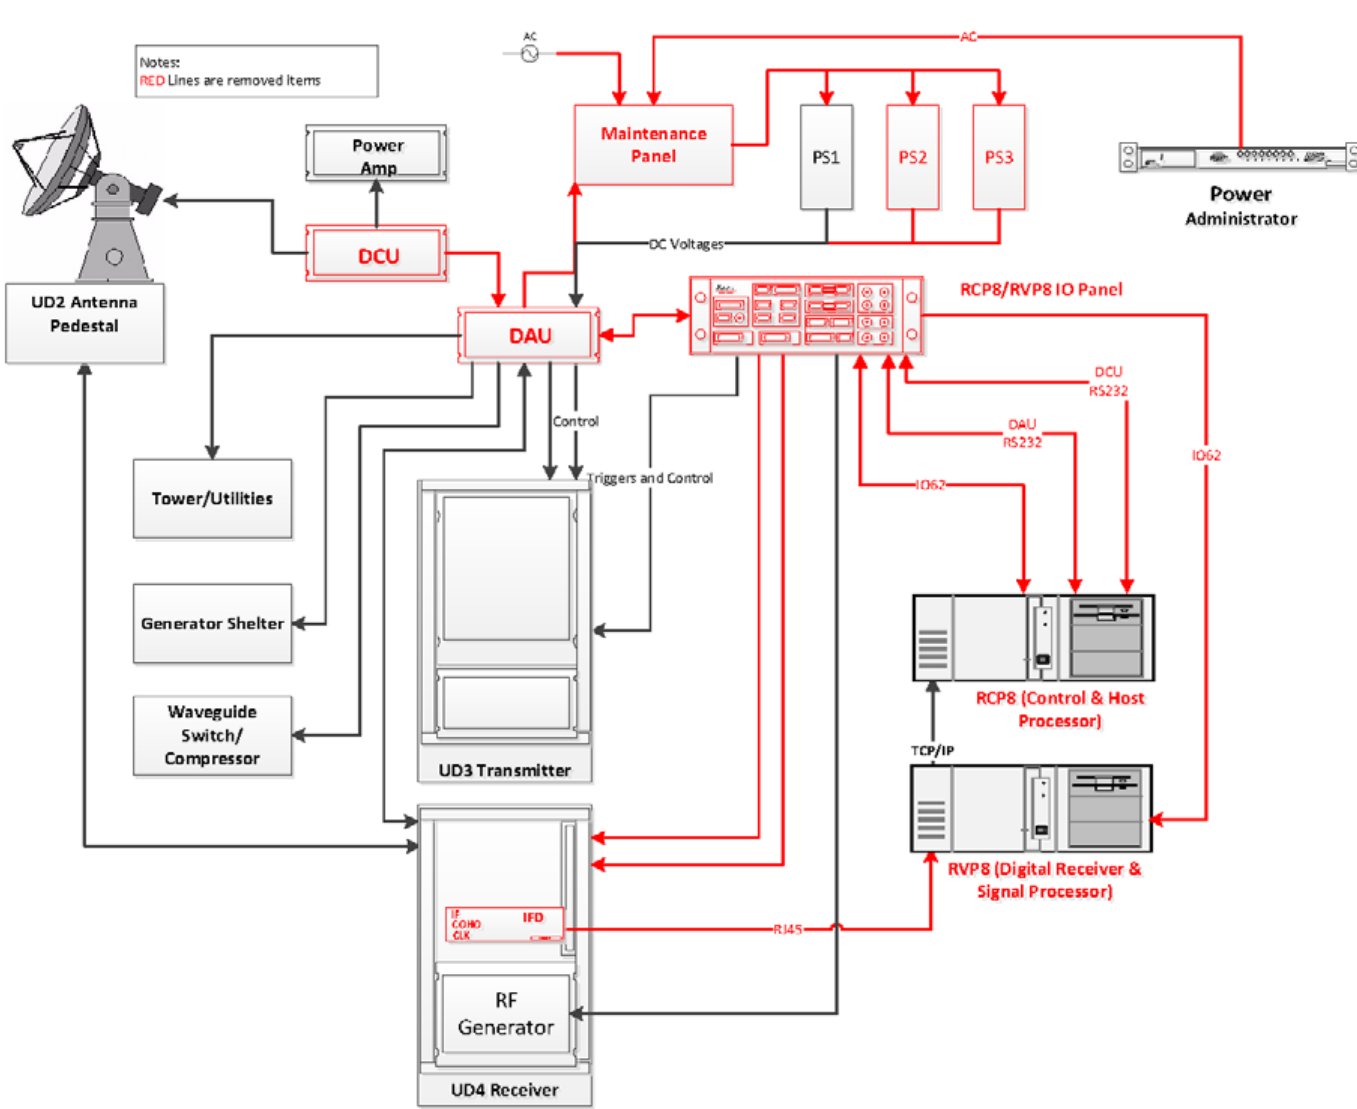 AC
AC
Notes:
RED Lines are removed items
Power
Amp
Maintenance
Panel
PS1
PS2
PS3
Power
Administrator
DCU
DC Voltages
UD2 Antenna
Pedestal
RCP8/RVP8 IO Panel
DAU
DCU
RS232
Control
DAU
RS232
IO62
Triggers and Control
IO62
Tower/Utilities
Generator Shelter
RCP8 (Control & Host
Processor)
Waveguide
Switch/
Compressor
TCP/IP
UD3 Transmitter
RVP8 (Digital Receiver &
Signal Processor)
IF
COHO
CLK
IFD
RJ45
RF
Generator
UD4 Receiver